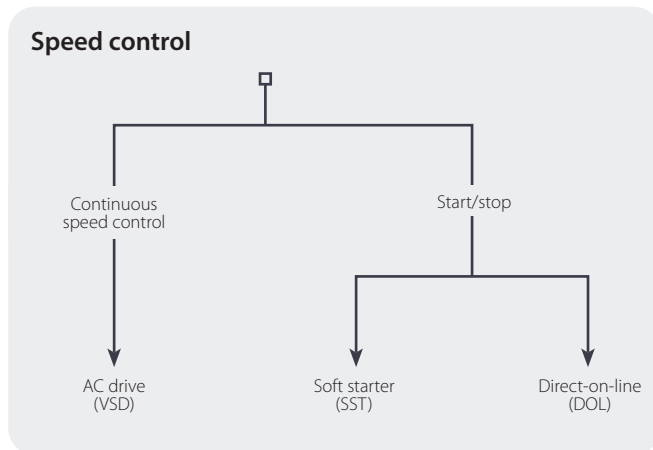 Speed control
Continuous
speed control
Start/stop
AC drive
(VSD)
Soft starter
(SST)
Direct-on-line
(DOL)